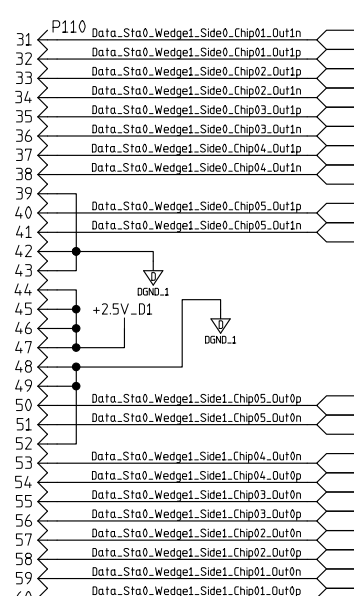 P110
31 Data_Sta0_Wedge1_Side0_Chip01_Out1n
32 Data_Sta0_Wedge1_Side0_Chip01_Out1p
33 Data_Sta0_Wedge1_Side0_Chip02_Out1p
34 Data_Sta0_Wedge1_Side0_Chip02_Out1n
35 Data_Sta0_Wedge1_Side0_Chip03_Out1p
36 Data_Sta0_Wedge1_Side0_Chip03_Out1n
37 Data_Sta0_Wedge1_Side0_Chip04_Out1p
38 Data_Sta0_Wedge1_Side0_Chip04_Out1n
39
40 Data_Sta0_Wedge1_Side0_Chip05_Out1p
41 Data_Sta0_Wedge1_Side0_Chip05_Out1n
42
43
D
DGND_1
44
45 +2.5V_D1
46
47
D
DGND_1
48
49
50 Data_Sta0_Wedge1_Side1_Chip05_Out0p
51 Data_Sta0_Wedge1_Side1_Chip05_Out0n
52
53 Data_Sta0_Wedge1_Side1_Chip04_Out0n
54 Data_Sta0_Wedge1_Side1_Chip04_Out0p
55 Data_Sta0_Wedge1_Side1_Chip03_Out0n
56 Data_Sta0_Wedge1_Side1_Chip03_Out0p
57 Data_Sta0_Wedge1_Side1_Chip02_Out0n
58 Data_Sta0_Wedge1_Side1_Chip02_Out0p
59 Data_Sta0_Wedge1_Side1_Chip01_Out0n
60 Data_Sta0_Wedge1_Side1_Chip01_Out0p